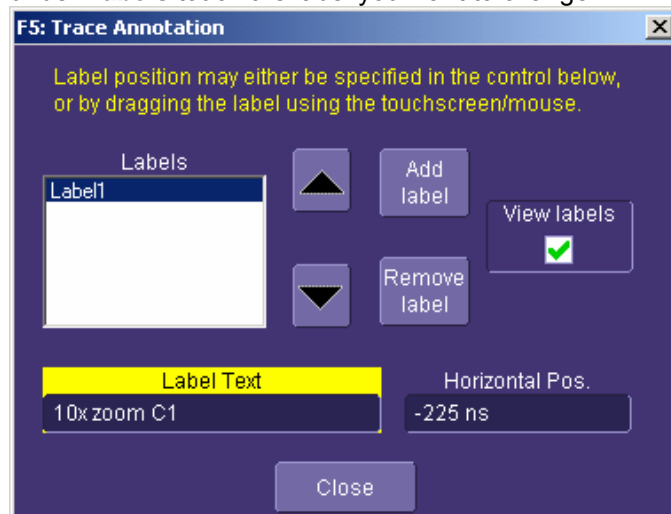 F5: Trace Annotation
Label position may either be specified in the control below,
or by dragging the label using the touchscreen/mouse.
Labels
Label1
Add
label
View labels
Remove
label
Label Text
10x zoom C1
Horizontal Pos.
-225 ns
Close